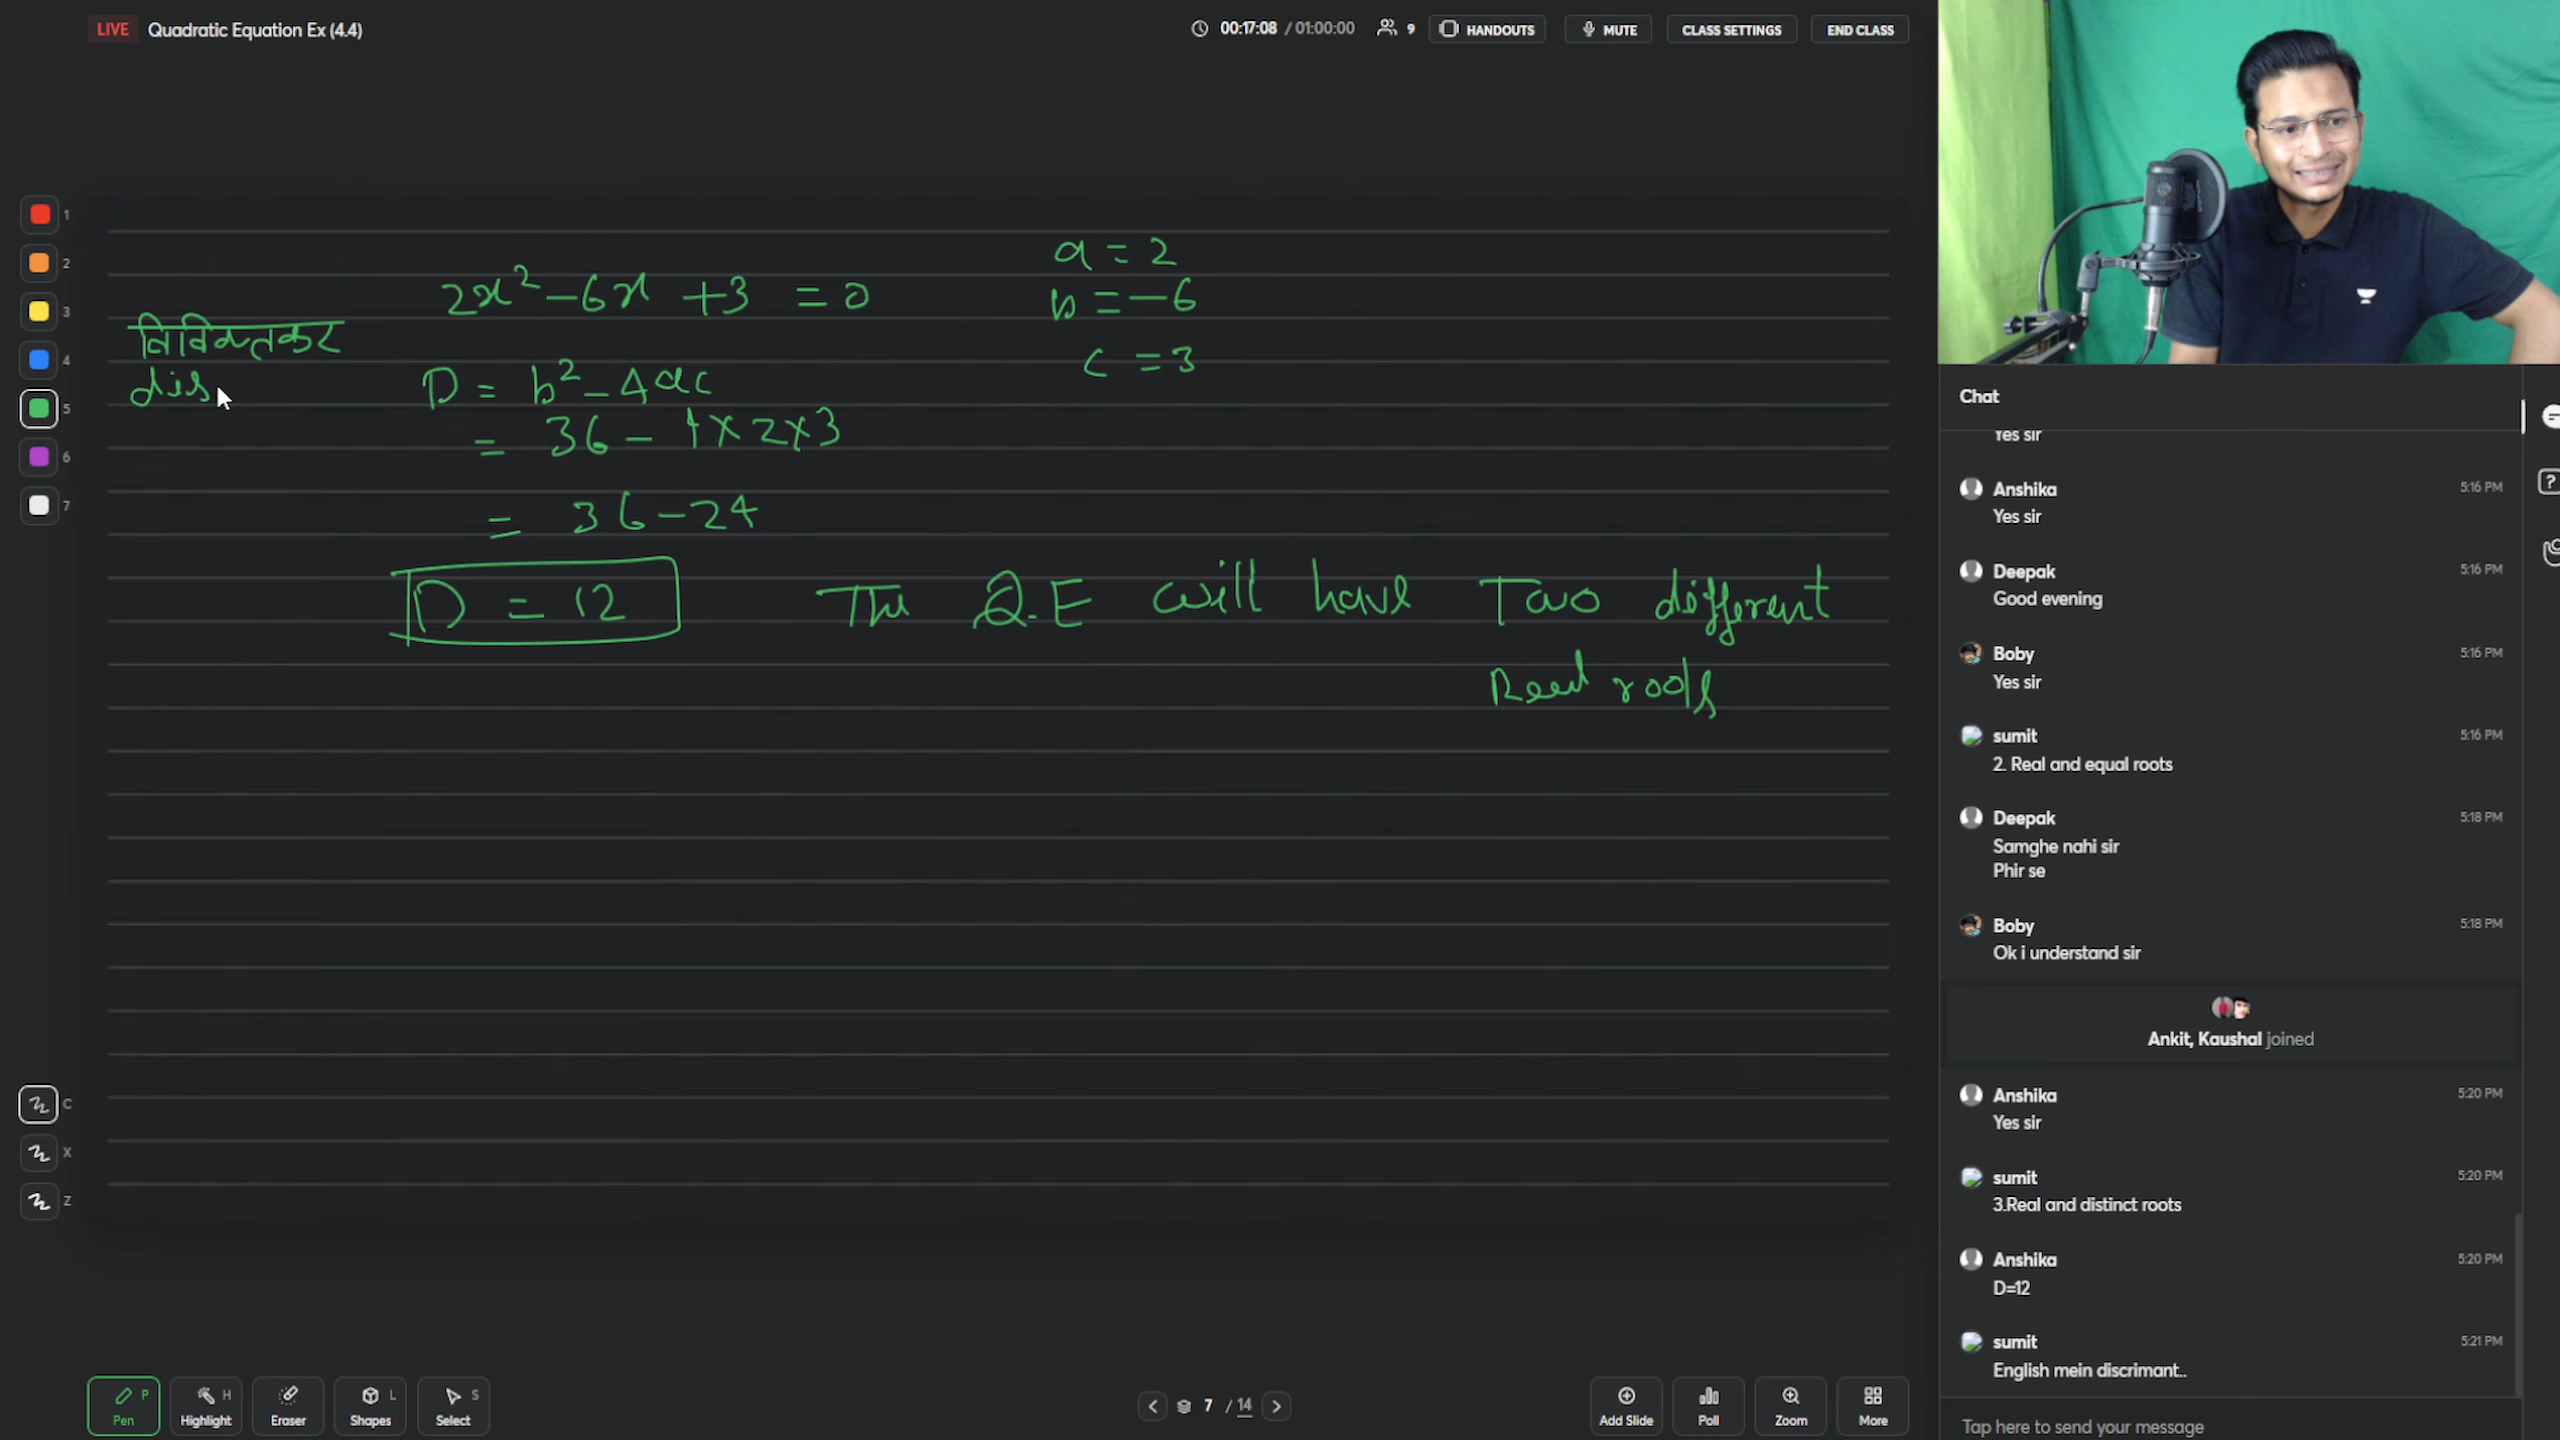 LIVE Quadratic Equation Ex (4.4)
00:17:08 / 01:00:00 9 HANDOUTS MUTE CLASS SETTINGS END CLASS
1
2
3
4
5
6
7
2x² - 6x + 3 = 0
a = 2
b = -6
c = 3
dis
D = b² - 4ac
= 36 - 4×2×3
= 36 - 24
D = 12 The Q.E will have Two different
Real roots
C
X
Z
Pen P
Highlight H
Eraser
Shapes L
Select S
7 / 14
Add Slide
Poll
Zoom
More
Chat
Yes sir
Anshika 5:16 PM
Yes sir
Deepak 5:16 PM
Good evening
Boby 5:16 PM
Yes sir
sumit 5:16 PM
2. Real and equal roots
Deepak 5:18 PM
Samghe nahi sir
Phir se
Boby 5:18 PM
Ok i understand sir
Ankit, Kaushal joined
Anshika 5:20 PM
Yes sir
sumit 5:20 PM
3.Real and distinct roots
Anshika 5:20 PM
D=12
sumit 5:21 PM
English mein discrimant..
Tap here to send your message